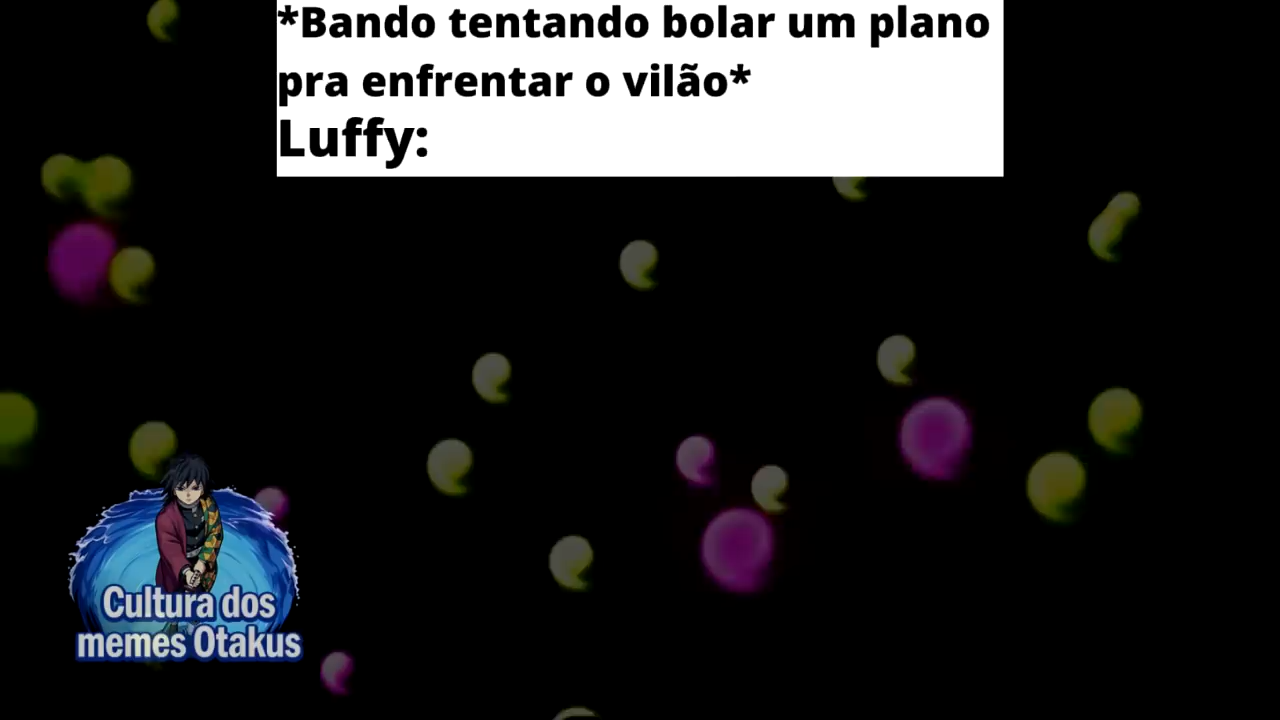 *Bando tentando bolar um plano
pra enfrentar o vilão*
Luffy:
Cultura dos
memes Otakus